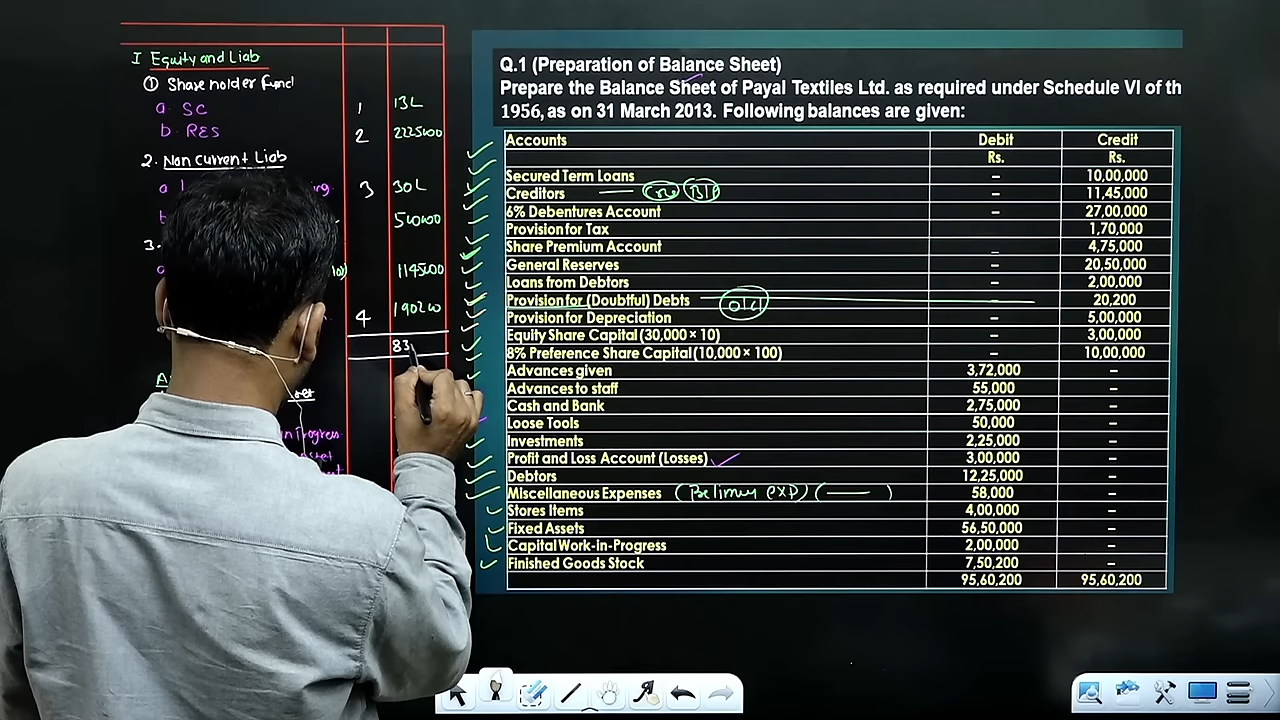 I Equity and Liab
① Shareholder Fund
a. SC 1 13L
b. RES 2 2225000
2. Non Current Liab
3 30L
500000
3.
1145000
4 190200
83
in progress
Q.1 (Preparation of Balance Sheet)
Prepare the Balance Sheet of Payal Textiles Ltd. as required under Schedule VI of th
1956, as on 31 March 2013. Following balances are given:
Accounts Debit Credit
Rs. Rs.
Secured Term Loans – 10,00,000
Creditors – 11,45,000
6% Debentures Account – 27,00,000
Provision for Tax 1,70,000
Share Premium Account – 4,75,000
General Reserves – 20,50,000
Loans from Debtors – 2,00,000
Provision for (Doubtful) Debts – 20,200
Provision for Depreciation – 5,00,000
Equity Share Capital (30,000 × 10) – 3,00,000
8% Preference Share Capital (10,000 × 100) – 10,00,000
Advances given 3,72,000 –
Advances to staff 55,000 –
Cash and Bank 2,75,000 –
Loose Tools 50,000 –
Investments 2,25,000 –
Profit and Loss Account (Losses) 3,00,000 –
Debtors 12,25,000 –
Miscellaneous Expenses 58,000 –
Stores Items 4,00,000 –
Fixed Assets 56,50,000 –
Capital Work-in-Progress 2,00,000 –
Finished Goods Stock 7,50,200 –
95,60,200 95,60,200